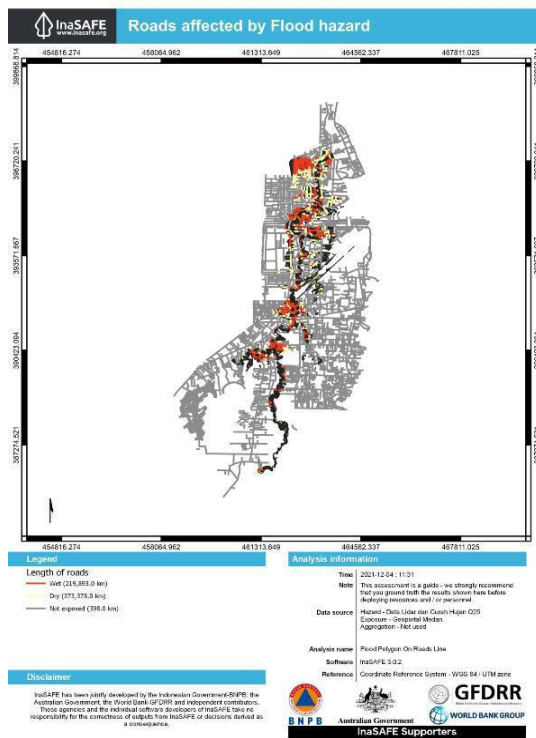 InaSAFE
www.inasafe.org
Roads affected by Flood hazard
454816.274 458064.962 461313.649 464562.337 467811.025
399868.814
396720.241
393571.667
390423.094
387274.521
454816.274 458064.962 461313.649 464562.337 467811.025
Legend
Length of roads
Wet (219,893.0 km)
Dry (373,378.0 km)
Not exposed (398.0 km)
Disclaimer
InaSAFE has been jointly developed by the Indonesian Government-BNPB, the
Australian Government, the World Bank-GFDRR and independent contributors.
These agencies and the individual software developers of InaSAFE take no
responsibility for the correctness of outputs from InaSAFE or decisions derived as
a consequence.
Analysis information
Time 2021-12-04 : 11:31
Note This assessment is a guide - we strongly recommend
that you ground truth the results shown here before
deploying resources and / or personnel.
Data source Hazard - Data Lidar dan Curah Hujan Q25
Exposure - Geoportal Medan
Aggregation - Not used
Analysis name Flood Polygon On Roads Line
Software InaSAFE 5.0.2
Reference Coordinate Reference System - WGS 84 / UTM zone
BNPB
Australian Government
GFDRR
WORLD BANK GROUP
InaSAFE Supporters